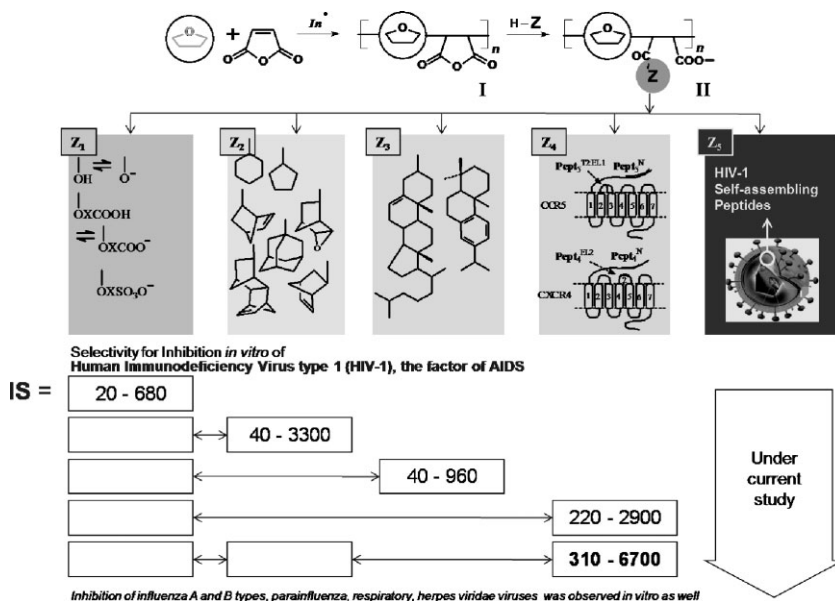 O
+
O
O
O
In•
O
n
O
O
O
I
H-Z
O
n
CO
COO-
Z
II
Z1
OH
O-
OXCOOH
OXCOO-
OXSO3O-
Z2
O
Z3
Z4
Pept5T2EL1 Pept5N
CCR5
1 2 3 4 5 6 7
Pept4EL2 Pept4N
CXCR4
1 2 3 4 5 6 7
Z5
HIV-1
Self-assembling
Peptides
Selectivity for Inhibition in vitro of
Human Immunodeficiency Virus type 1 (HIV-1), the factor of AIDS
IS =
20 - 680
40 - 3300
40 - 960
220 - 2900
310 - 6700
Under
current
study
Inhibition of influenza A and B types, parainfluenza, respiratory, herpes viridae viruses was observed in vitro as well